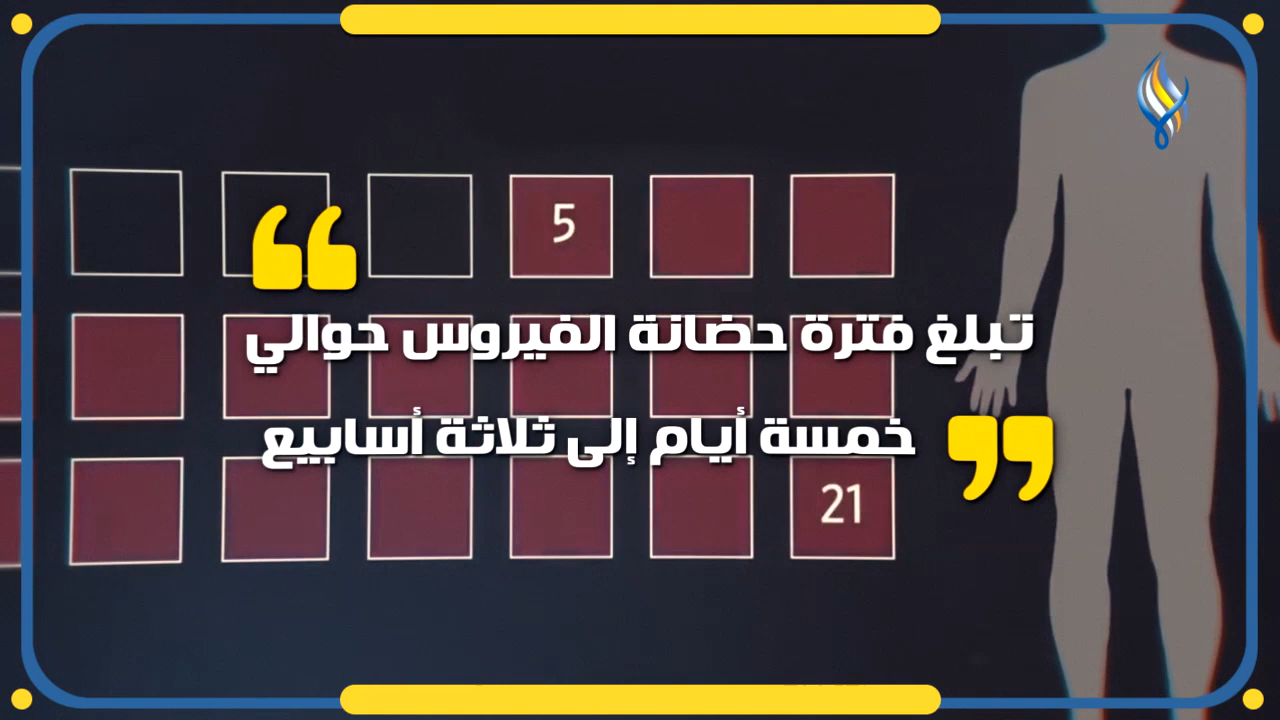 5
تبلغ فترة حضانة الفيروس حوالي
خمسة أيام إلى ثلاثة أسابيع
21